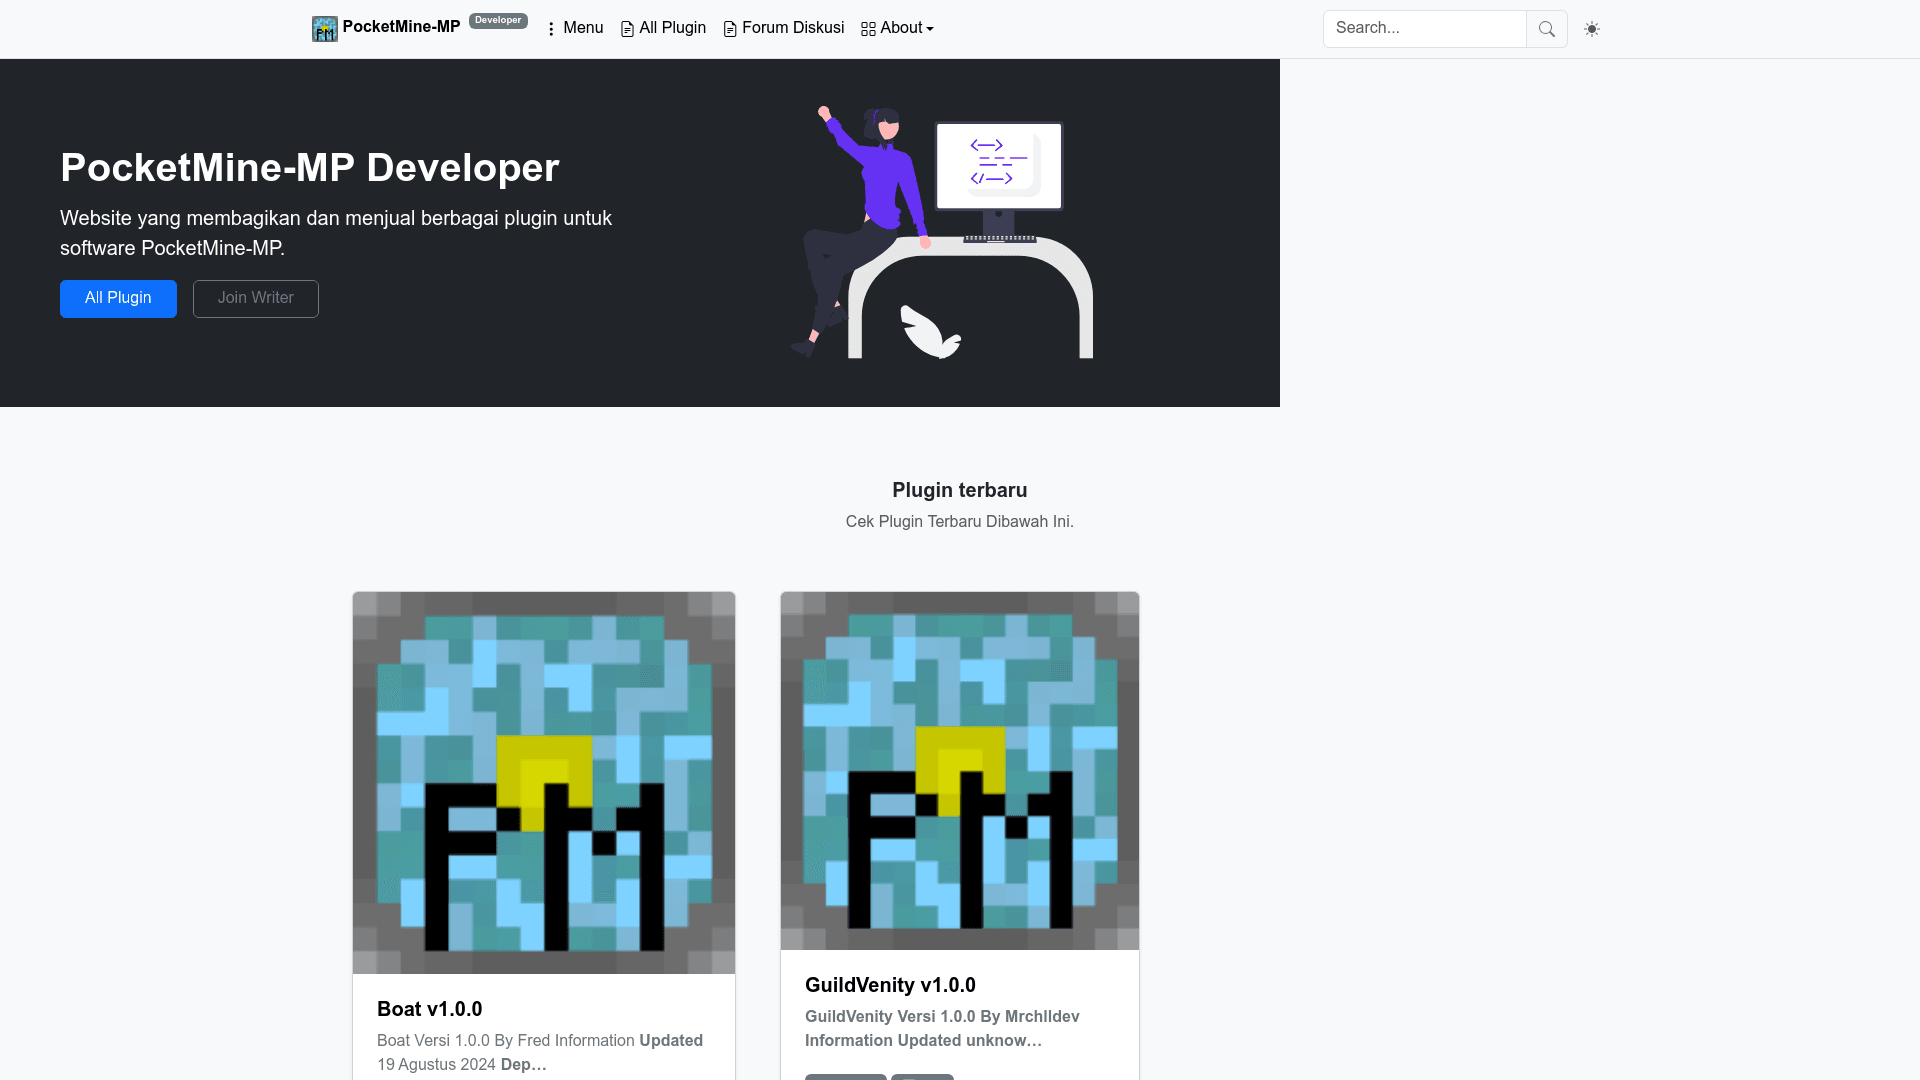 PocketMine-MP Developer
Menu
All Plugin
Forum Diskusi
About
Search...
PocketMine-MP Developer
Website yang membagikan dan menjual berbagai plugin untuk
software PocketMine-MP.
All Plugin
Join Writer
Plugin terbaru
Cek Plugin Terbaru Dibawah Ini.
Boat v1.0.0
Boat Versi 1.0.0 By Fred Information Updated
19 Agustus 2024 Dep…
GuildVenity v1.0.0
GuildVenity Versi 1.0.0 By Mrchlldev
Information Updated unknow…